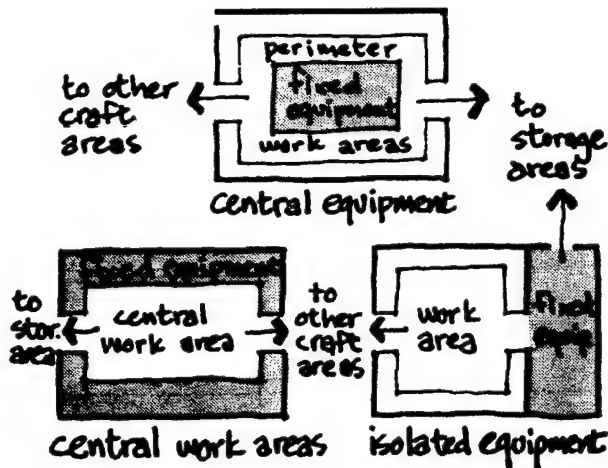 perimeter
fixed
equipment
work areas
to other
craft
areas
to
storage
areas
central equipment
fixed equipment
to
stor.
area
central
work area
to
other
craft
areas
work
area
fixed
equip.
central work areas
isolated equipment